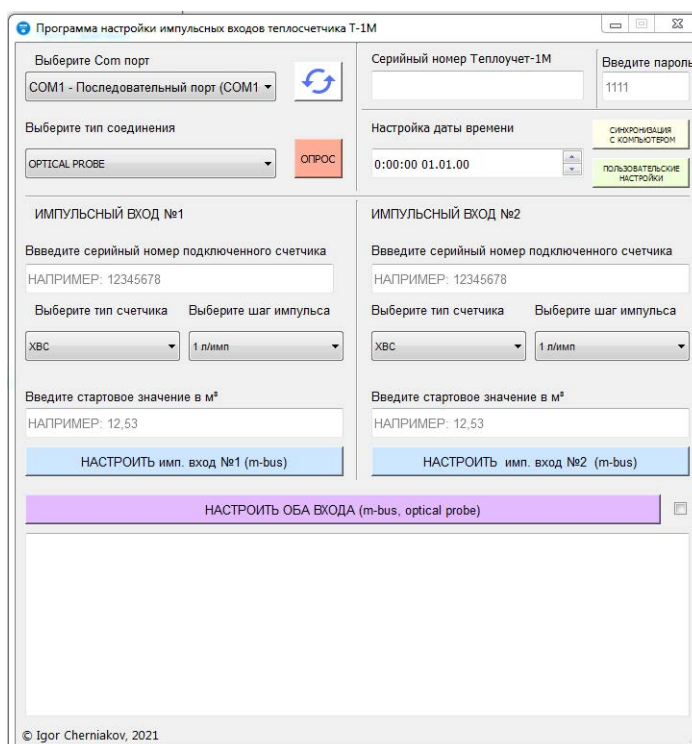 Программа настройки импульсных входов теплосчетчика Т-1М
Выберите Com порт
COM1 - Последовательный порт (COM1
Серийный номер Теплоучет-1М
Введите пароль
1111
Выберите тип соединения
OPTICAL PROBE
ОПРОС
Настройка даты времени
0:00:00 01.01.00
СИНХРОНИЗАЦИЯ
С КОМПЬЮТЕРОМ
ПОЛЬЗОВАТЕЛЬСКИЕ
НАСТРОЙКИ
ИМПУЛЬСНЫЙ ВХОД №1
Ввведите серийный номер подключенного счетчика
НАПРИМЕР: 12345678
Выберите тип счетчика
Выберите шаг импульса
ХВС
1 л/имп
Введите стартовое значение в м³
НАПРИМЕР: 12,53
НАСТРОИТЬ имп. вход №1 (m-bus)
ИМПУЛЬСНЫЙ ВХОД №2
Ввведите серийный номер подключенного счетчика
НАПРИМЕР: 12345678
Выберите тип счетчика
Выберите шаг импульса
ХВС
1 л/имп
Введите стартовое значение в м³
НАПРИМЕР: 12,53
НАСТРОИТЬ имп. вход №2 (m-bus)
НАСТРОИТЬ ОБА ВХОДА (m-bus, optical probe)
© Igor Cherniakov, 2021